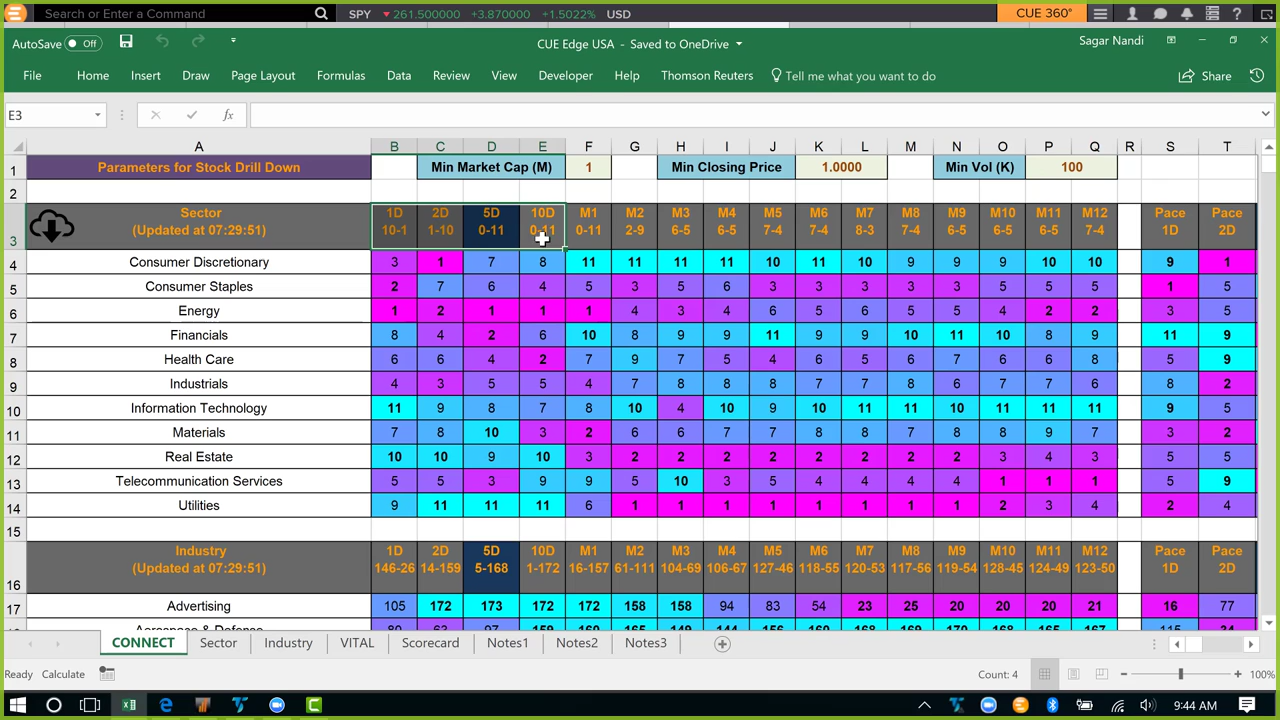 Search or Enter a Command SPY 261.500000 +3.870000 +1.5022% USD CUE 360°
AutoSave Off CUE Edge USA - Saved to OneDrive Sagar Nandi
File Home Insert Draw Page Layout Formulas Data Review View Developer Help Thomson Reuters Tell me what you want to do Share
E3 fx
A B C D E F G H I J K L M N O P Q R S T
1 Parameters for Stock Drill Down Min Market Cap (M) 1 Min Closing Price 1.0000 Min Vol (K) 100
2
Sector 1D 2D 5D 10D M1 M2 M3 M4 M5 M6 M7 M8 M9 M10 M11 M12 Pace Pace
3 (Updated at 07:29:51) 10-1 1-10 0-11 0-11 0-11 2-9 6-5 6-5 7-4 7-4 8-3 7-4 6-5 6-5 6-5 7-4 1D 2D
4 Consumer Discretionary 3 1 7 8 11 11 11 11 10 11 10 9 9 9 10 10 9 1
5 Consumer Staples 2 7 6 4 5 3 5 6 3 3 3 3 5 5 5 5 1 5
6 Energy 1 2 1 1 1 4 3 4 6 5 6 5 5 4 2 2 3 5
7 Financials 8 4 2 6 10 8 9 9 11 9 9 10 11 10 8 9 11 9
8 Health Care 6 6 4 2 7 9 7 5 4 6 5 6 7 6 6 8 5 9
9 Industrials 4 3 5 5 4 7 8 8 8 7 7 8 6 7 7 6 8 2
10 Information Technology 11 9 8 7 8 10 4 10 9 10 11 11 10 11 11 11 9 5
11 Materials 7 8 10 3 2 6 6 7 7 8 8 7 8 8 9 7 3 2
12 Real Estate 10 10 9 10 3 2 2 2 2 2 2 2 2 3 4 3 5 5
13 Telecommunication Services 5 5 3 9 9 5 10 3 5 4 4 4 4 1 1 1 5 9
14 Utilities 9 11 11 11 6 1 1 1 1 1 1 1 1 2 3 4 2 4
15
Industry 1D 2D 5D 10D M1 M2 M3 M4 M5 M6 M7 M8 M9 M10 M11 M12 Pace Pace
16 (Updated at 07:29:51) 146-26 14-159 5-168 1-172 16-157 61-111 104-69 106-67 127-46 118-55 120-53 117-56 119-54 128-45 124-49 123-50 1D 2D
17 Advertising 105 172 173 172 172 158 158 94 83 54 23 25 20 20 20 21 16 77
CONNECT Sector Industry VITAL Scorecard Notes1 Notes2 Notes3
Ready Calculate Count: 4 100%
9:44 AM